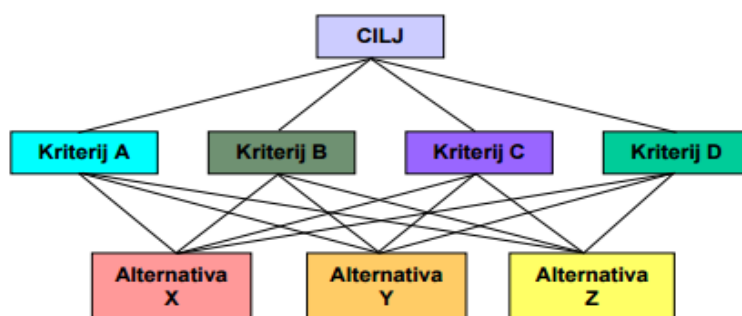 CILJ
Kriterij A
Kriterij B
Kriterij C
Kriterij D
Alternativa
X
Alternativa
Y
Alternativa
Z